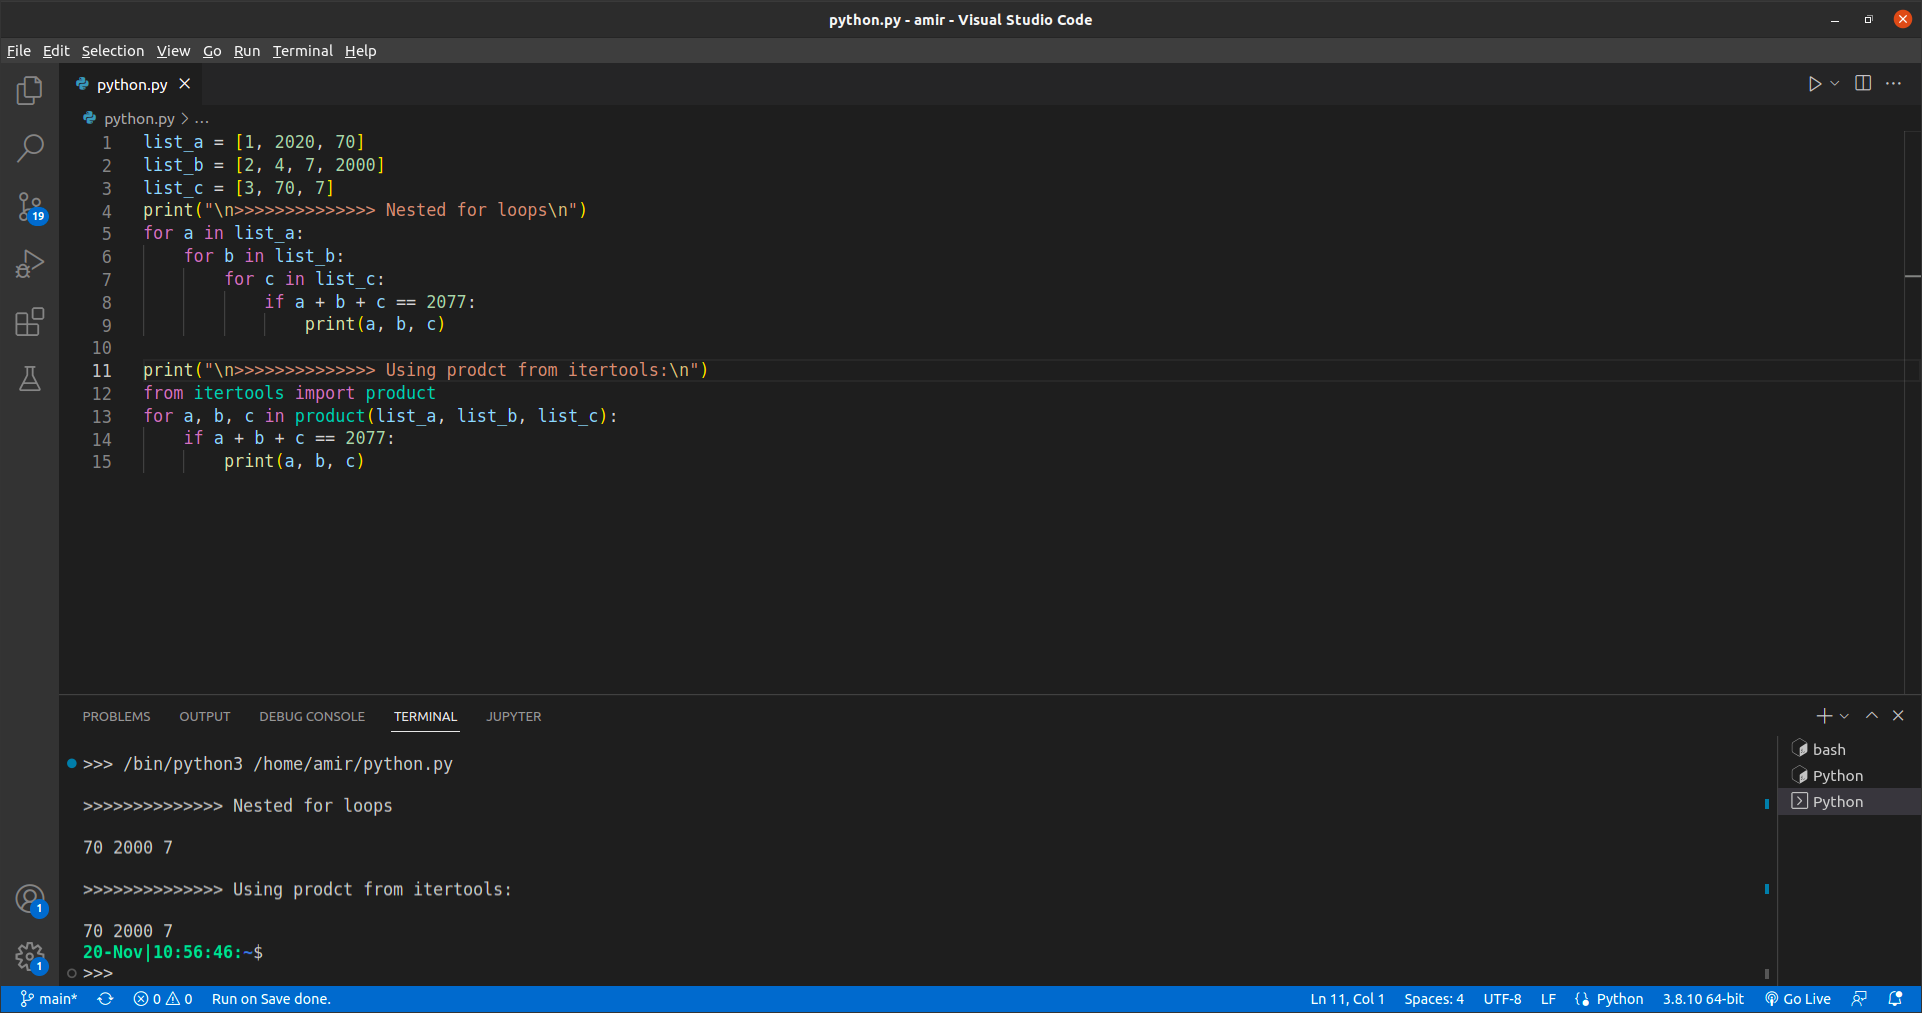 python.py - amir - Visual Studio Code
File Edit Selection View Go Run Terminal Help
python.py
python.py > ...
1 list_a = [1, 2020, 70]
2 list_b = [2, 4, 7, 2000]
3 list_c = [3, 70, 7]
4 print("\n>>>>>>>>>>>>>> Nested for loops\n")
5 for a in list_a:
6     for b in list_b:
7         for c in list_c:
8             if a + b + c == 2077:
9                 print(a, b, c)
10
11 print("\n>>>>>>>>>>>>>> Using prodct from itertools:\n")
12 from itertools import product
13 for a, b, c in product(list_a, list_b, list_c):
14     if a + b + c == 2077:
15         print(a, b, c)
19
PROBLEMS OUTPUT DEBUG CONSOLE TERMINAL JUPYTER
>>> /bin/python3 /home/amir/python.py
>>>>>>>>>>>>>> Nested for loops
70 2000 7
>>>>>>>>>>>>>> Using prodct from itertools:
70 2000 7
20-Nov|10:56:46:~$
>>>
bash
Python
Python
1
1
main* 0 0 Run on Save done. Ln 11, Col 1 Spaces: 4 UTF-8 LF Python 3.8.10 64-bit Go Live